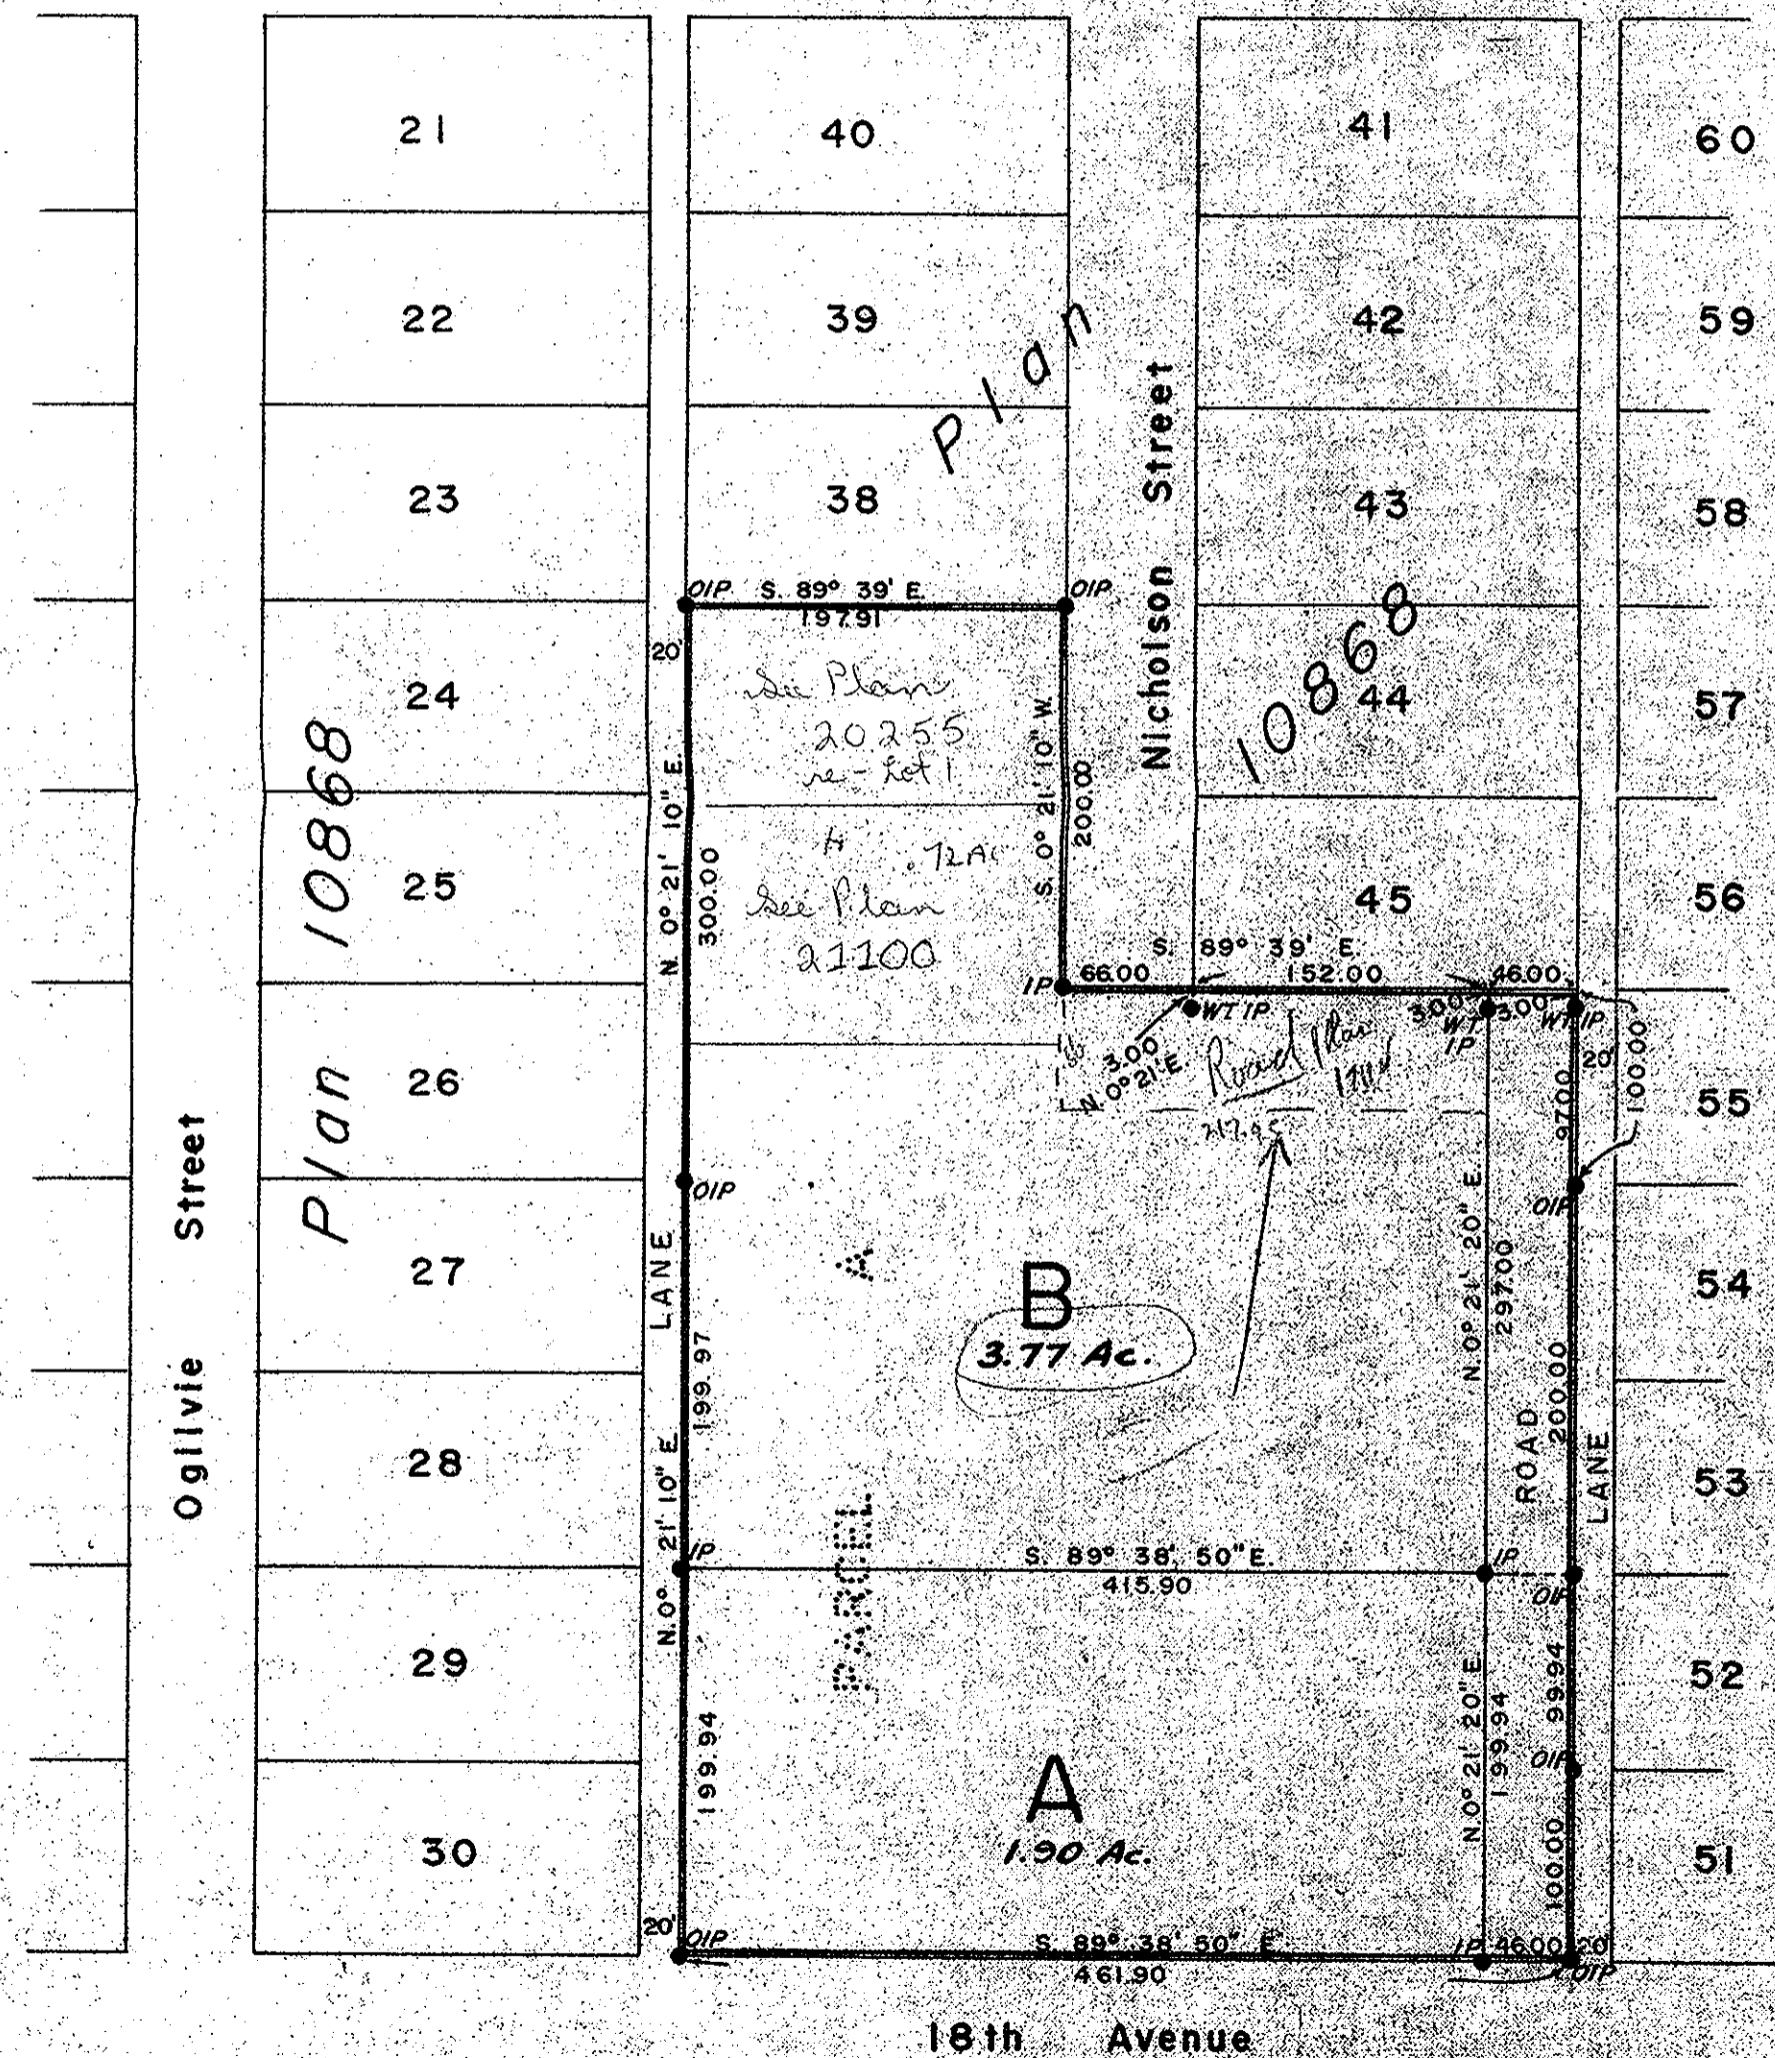 21
40
41
60
22
39
42
59
Plan
23
38
43
58
Nicholson Street
OIP
S. 89° 39' E.
OIP
197.91
20'
See Plan
20255
re - Lot 1
24
44
57
10868
Plan 10868
N. 0° 21' 10" E.
300.00
S. 0° 21' 10" W.
200.00
25
.72 Ac
See Plan
21100
45
56
S. 89° 39' E.
IP
66.00
152.00
46.00
WT IP
3.00
WT
IP
3.00
WT IP
66
3.00
N. 0° 21' E.
Road Plan
20'
100.00
97.00
26
55
Ogilvie Street
OIP
OIP
27
LANE
A
B
3.77 Ac.
N. 0° 21' 20" E.
297.00
54
199.97
200.00
28
N. 0° 21' 10" E.
ROAD
LANE
53
IP
PARCEL
S. 89° 38' 50" E.
415.90
IP
OIP
29
199.94
N. 0° 21' 20" E.
199.94
99.94
52
OIP
A
1.90 Ac.
30
100.00
51
20'
OIP
S. 89° 38' 50" E.
461.90
IP
46.00
20'
OIP
18th Avenue